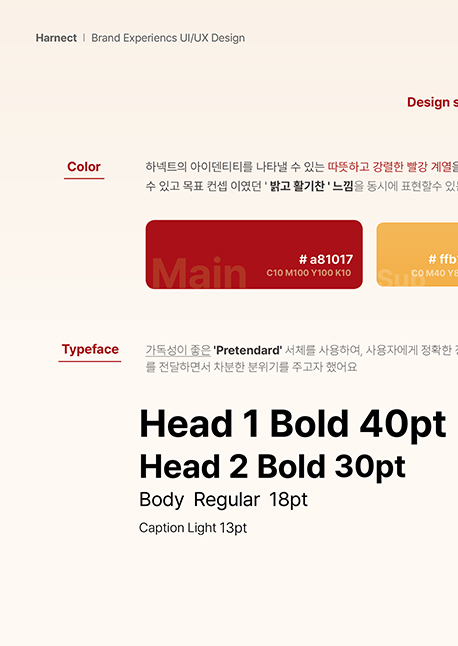 Harnect | Brand Experiencs UI/UX Design
Design s
Color
하넥트의 아이덴티티를 나타낼 수 있는 따뜻하고 강렬한 빨강 계열을
수 있고 목표 컨셉 이였던 ' 밝고 활기찬 ' 느낌을 동시에 표현할수 있
Main
# a81017
C10 M100 Y100 K10
Sub
# ffb
C0 M40 Y8
Typeface
가독성이 좋은 'Pretendard' 서체를 사용하여, 사용자에게 정확한
를 전달하면서 차분한 분위기를 주고자 했어요
Head 1 Bold 40pt
Head 2 Bold 30pt
Body Regular 18pt
Caption Light 13pt